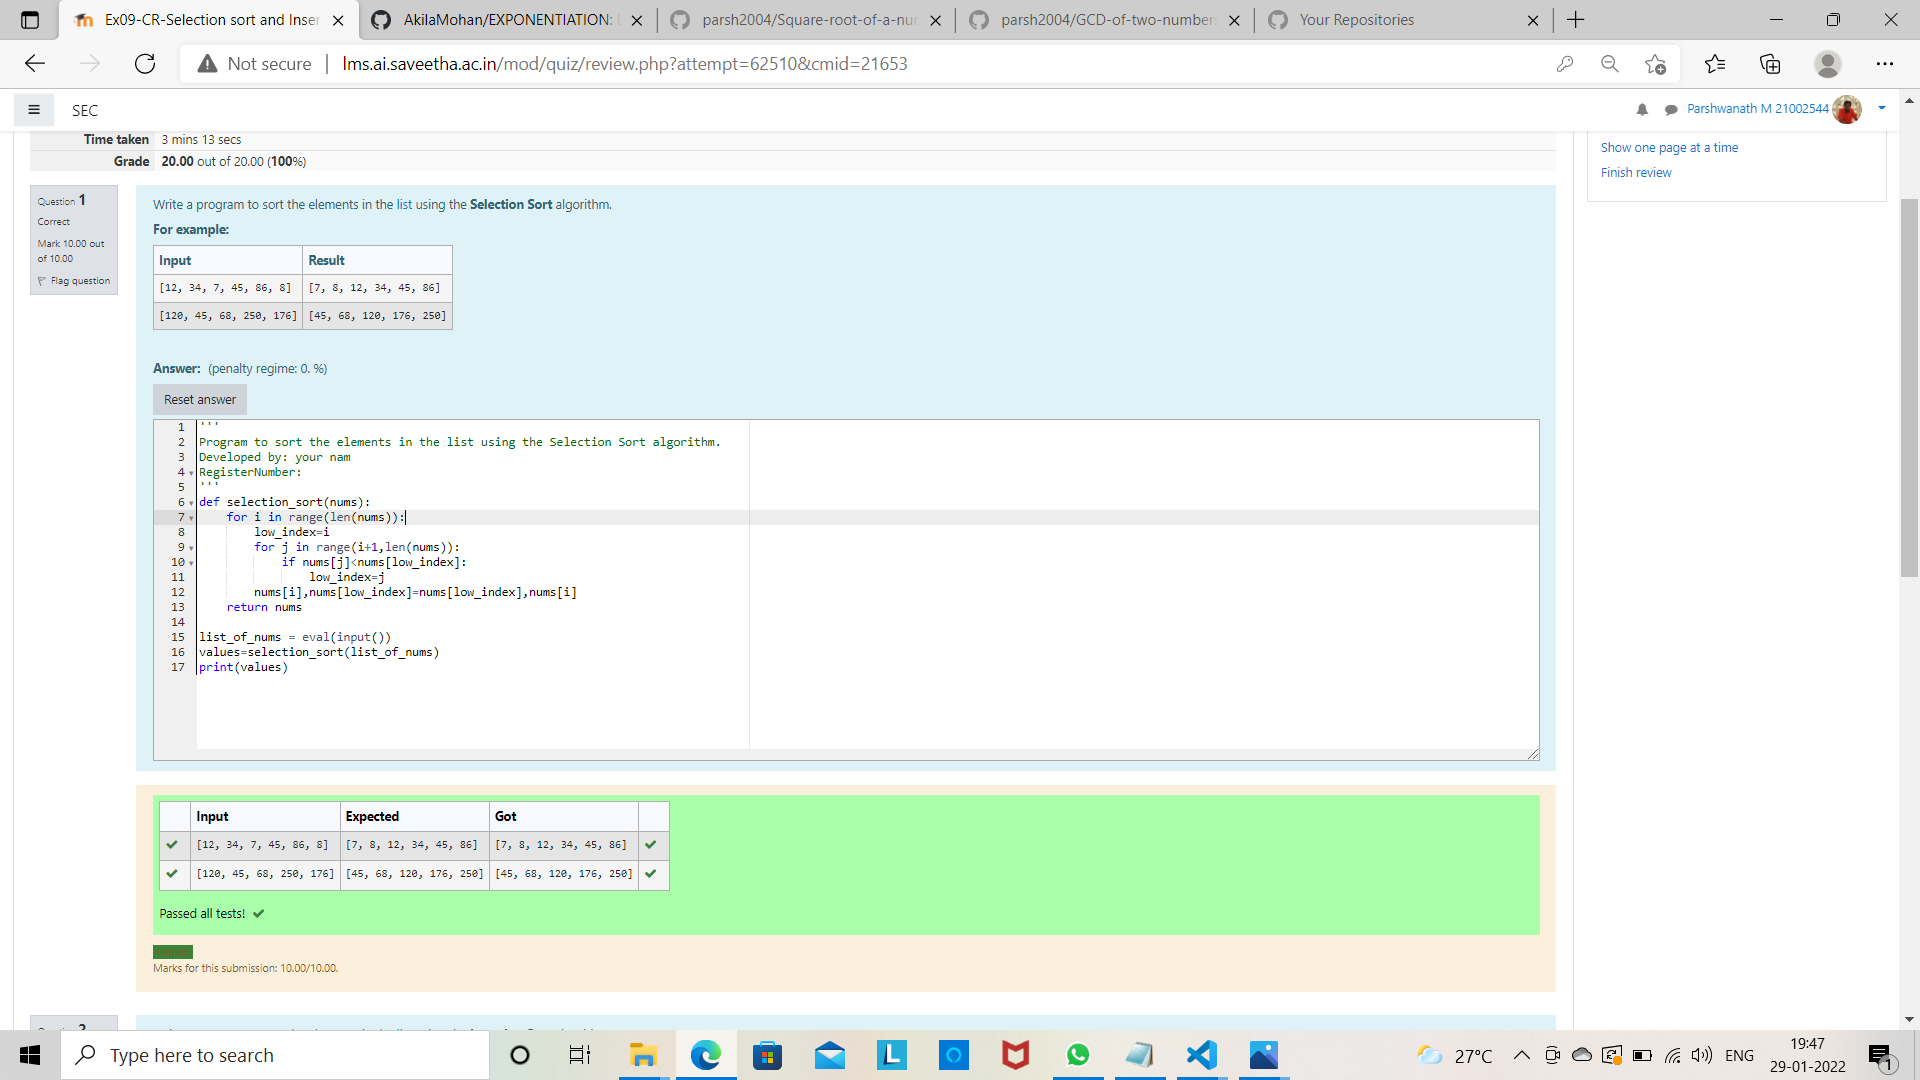 Ex09-CR-Selection sort and Inser
AkilaMohan/EXPONENTIATION:
parsh2004/Square-root-of-a-nu
parsh2004/GCD-of-two-number
Your Repositories
Not secure
lms.ai.saveetha.ac.in/mod/quiz/review.php?attempt=62510&cmid=21653
SEC
Parshwanath M 21002544
Time taken 3 mins 13 secs
Grade 20.00 out of 20.00 (100%)
Show one page at a time
Finish review
Question 1
Correct
Mark 10.00 out
of 10.00
Flag question
Write a program to sort the elements in the list using the Selection Sort algorithm.
For example:
Input Result
[12, 34, 7, 45, 86, 8] [7, 8, 12, 34, 45, 86]
[120, 45, 68, 250, 176] [45, 68, 120, 176, 250]
Answer: (penalty regime: 0. %)
Reset answer
1 '''
2 Program to sort the elements in the list using the Selection Sort algorithm.
3 Developed by: your nam
4 RegisterNumber:
5 '''
6 def selection_sort(nums):
7 for i in range(len(nums)):
8 low_index=i
9 for j in range(i+1,len(nums)):
10 if nums[j]<nums[low_index]:
11 low_index=j
12 nums[i],nums[low_index]=nums[low_index],nums[i]
13 return nums
14
15 list_of_nums = eval(input())
16 values=selection_sort(list_of_nums)
17 print(values)
Input Expected Got
[12, 34, 7, 45, 86, 8] [7, 8, 12, 34, 45, 86] [7, 8, 12, 34, 45, 86]
[120, 45, 68, 250, 176] [45, 68, 120, 176, 250] [45, 68, 120, 176, 250]
Passed all tests!
Marks for this submission: 10.00/10.00.
Type here to search
27°C
ENG
19:47
29-01-2022
1